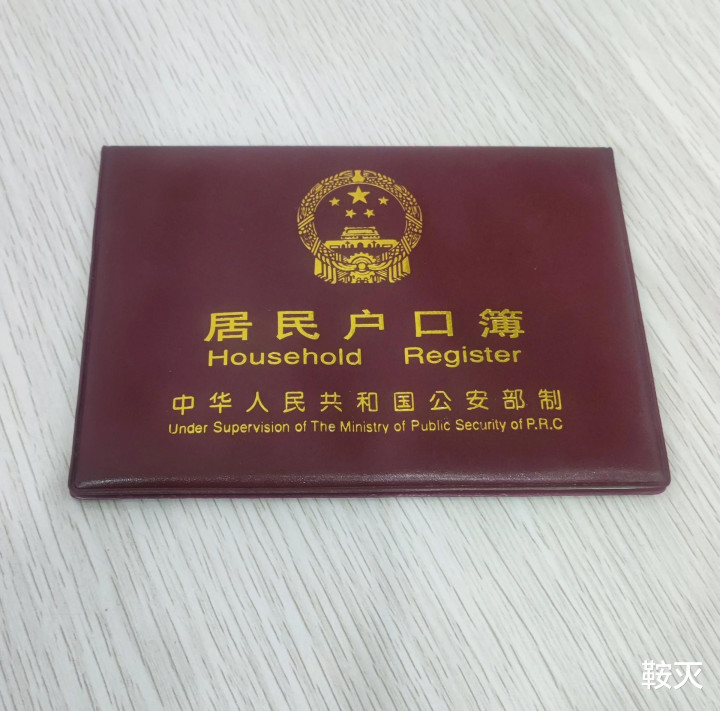 居民户口簿
Household Register
中华人民共和国公安部制
Under Supervision of The Ministry of Public Security of P.R.C
鞍灭